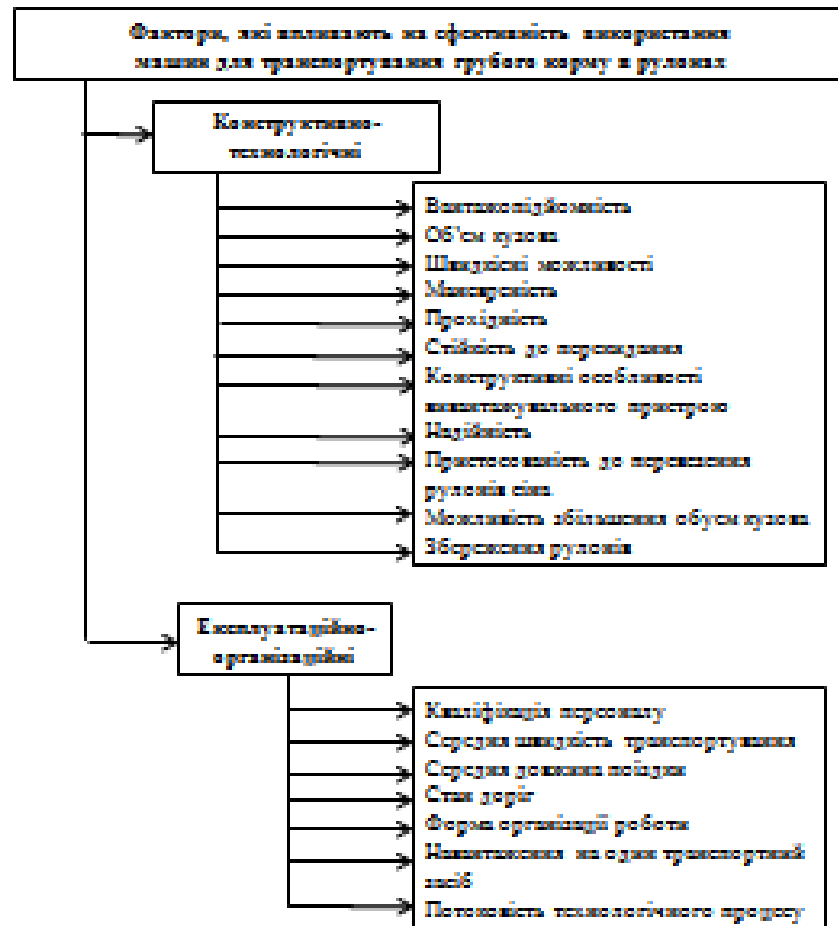 Фактори, які впливають на ефективність використання
машин для транспортування грубого корму в рулонах
Конструктивно-
технологічні
Вантажопідйомність
Об'єм кузова
Швидкісні можливості
Маневреність
Прохідність
Стійкість до перекидання
Конструктивні особливості
навантажувального пристрою
Надійність
Пристосованість до перевезення
рулонів сіна
Можливість збільшення обуєм кузова
Збереження рулонів
Експлуатаційно-
організаційні
Кваліфікація персоналу
Середня швидкість транспортування
Середня довжина поїздки
Стан доріг
Форма організації роботи
Навантаження на один транспортний
засіб
Потоковість технологічного процесу